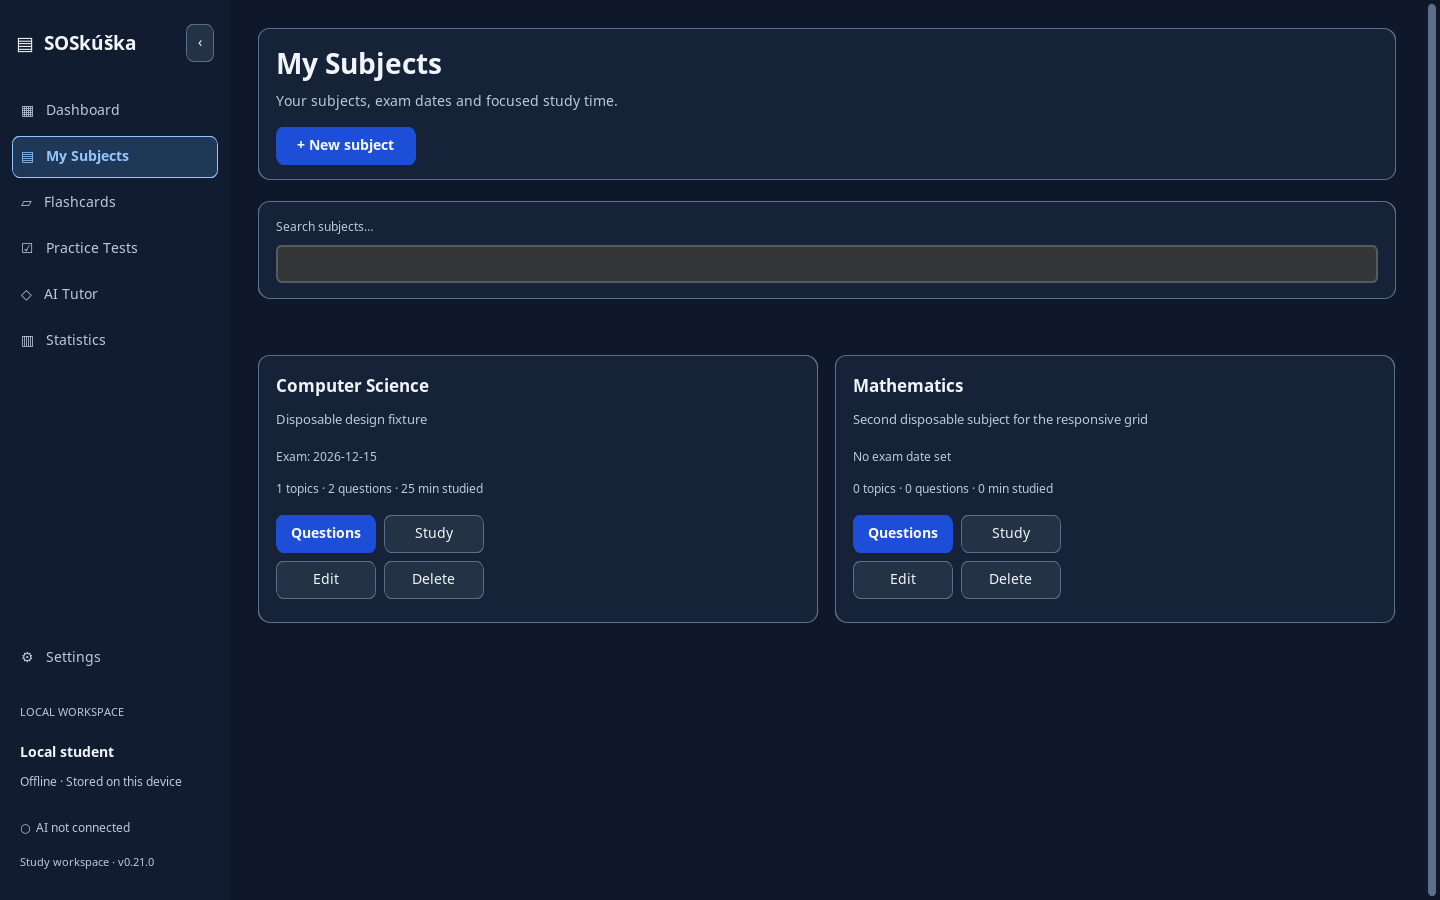 SOSkúška
‹
Dashboard
My Subjects
Flashcards
Practice Tests
AI Tutor
Statistics
Settings
LOCAL WORKSPACE
Local student
Offline · Stored on this device
AI not connected
Study workspace · v0.21.0
My Subjects
Your subjects, exam dates and focused study time.
+ New subject
Search subjects...
Computer Science
Disposable design fixture
Exam: 2026-12-15
1 topics · 2 questions · 25 min studied
Questions
Study
Edit
Delete
Mathematics
Second disposable subject for the responsive grid
No exam date set
0 topics · 0 questions · 0 min studied
Questions
Study
Edit
Delete